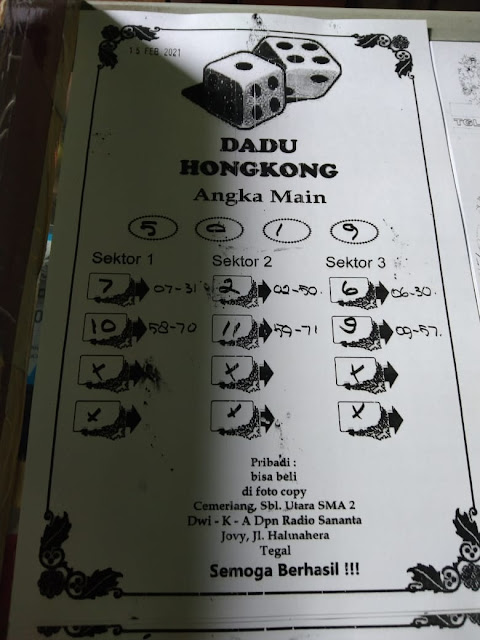 15 FEB 2021
DADU
HONGKONG
Angka Main
5 0 1 9
Sektor 1 Sektor 2 Sektor 3
7 07-31 2 02-50. 6 06-30.
10 58-70 11 59-71 9 09-57.
x x x
x x x
Pribadi :
bisa beli
di foto copy
Cemeriang, Sbl. Utara SMA 2
Dwi - K - A Dpn Radio Sananta
Jovy, Jl. Halmahera
Tegal
Semoga Berhasil !!!
TGL